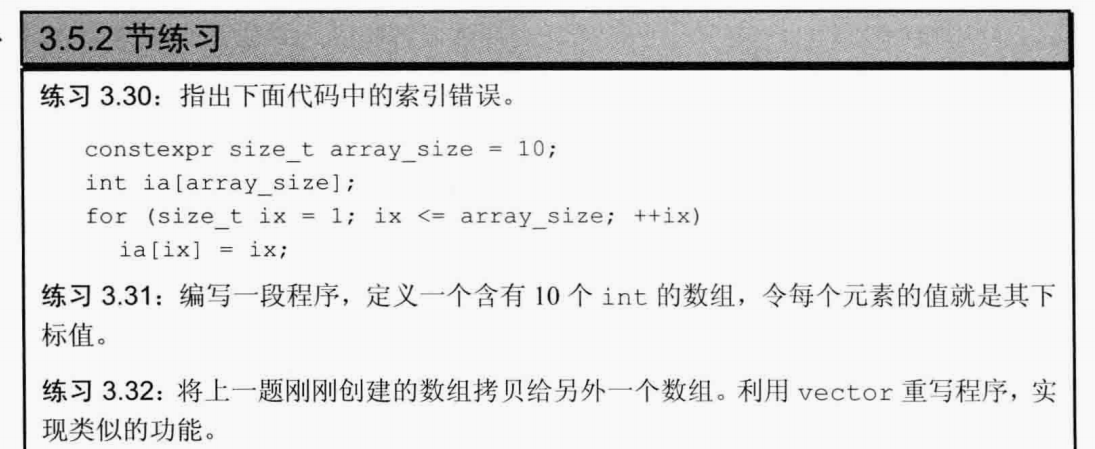 3.5.2 节练习
练习 3.30：指出下面代码中的索引错误。
constexpr size_t array_size = 10;
int ia[array_size];
for (size_t ix = 1; ix <= array_size; ++ix)
ia[ix] = ix;
练习 3.31：编写一段程序，定义一个含有 10 个 int 的数组，令每个元素的值就是其下
标值。
练习 3.32：将上一题刚刚创建的数组拷贝给另外一个数组。利用 vector 重写程序，实
现类似的功能。